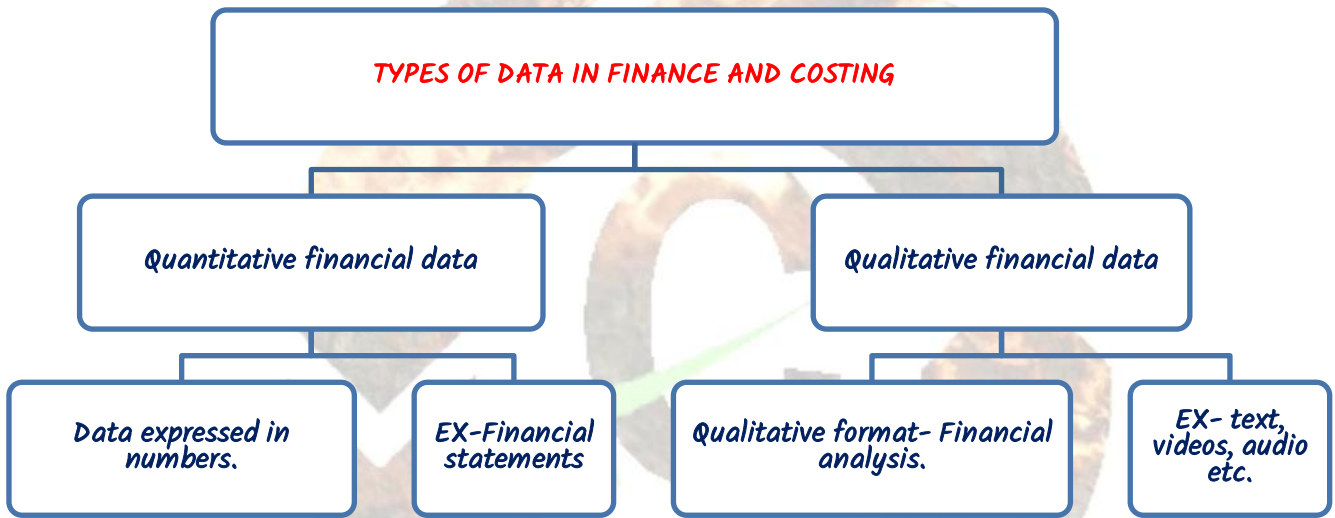 TYPES OF DATA IN FINANCE AND COSTING
Quantitative financial data
Qualitative financial data
Data expressed in
numbers.
EX-Financial
statements
Qualitative format- Financial
analysis.
EX- text,
videos, audio
etc.